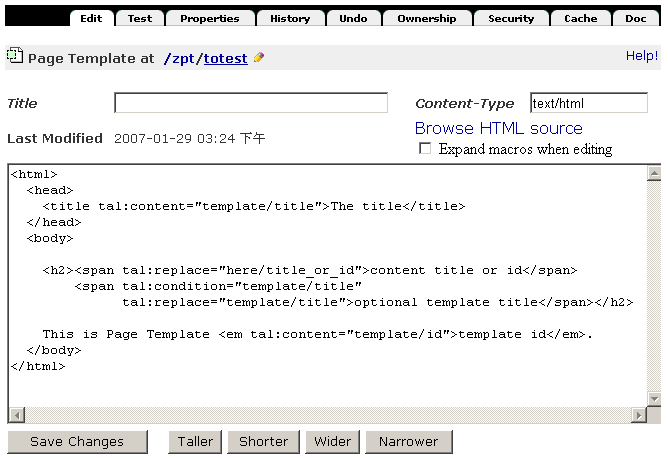 Edit Test Properties History Undo Ownership Security Cache Doc
Page Template at /zpt/totest Help!
Title Content-Type text/html
Browse HTML source
Last Modified 2007-01-29 03:24 下午
Expand macros when editing
<html>
  <head>
    <title tal:content="template/title">The title</title>
  </head>
  <body>
    <h2><span tal:replace="here/title_or_id">content title or id</span>
        <span tal:condition="template/title"
              tal:replace="template/title">optional template title</span></h2>
    This is Page Template <em tal:content="template/id">template id</em>.
  </body>
</html>
Save Changes Taller Shorter Wider Narrower